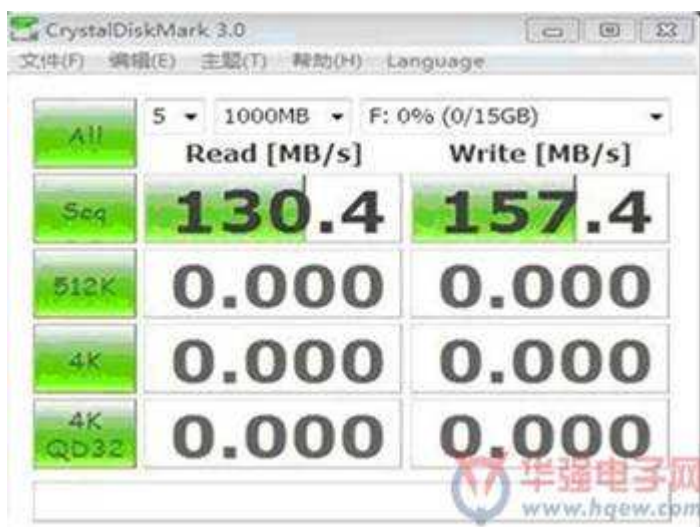 CrystalDiskMark 3.0
文件(F) 编辑(E) 主题(T) 帮助(H) Language
All 5 1000MB F: 0% (0/15GB)
Read [MB/s] Write [MB/s]
Seq 130.4 157.4
512K 0.000 0.000
4K 0.000 0.000
4K QD32 0.000 0.000
华强电子网
www.hqew.com